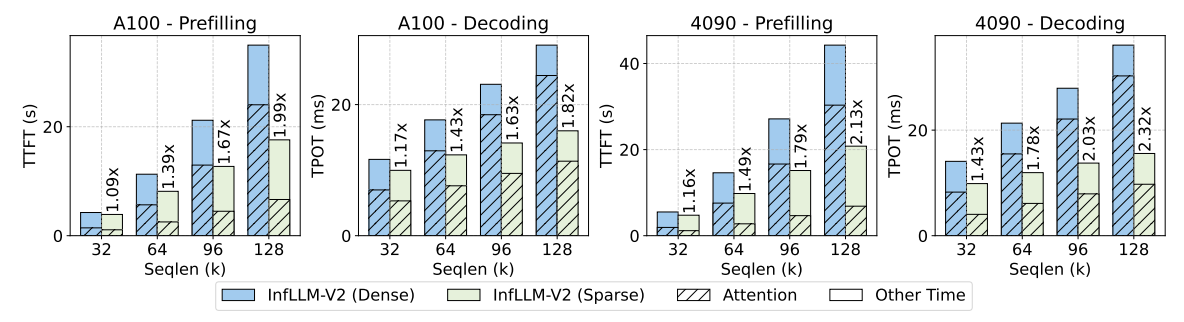 A100 - Prefilling
TTFT (s)
20
0
1.09x
1.39x
1.67x
1.99x
32 64 96 128
Seqlen (k)
A100 - Decoding
TPOT (ms)
20
0
1.17x
1.43x
1.63x
1.82x
32 64 96 128
Seqlen (k)
4090 - Prefilling
TTFT (s)
40
20
0
1.16x
1.49x
1.79x
2.13x
32 64 96 128
Seqlen (k)
4090 - Decoding
TPOT (ms)
20
0
1.43x
1.78x
2.03x
2.32x
32 64 96 128
Seqlen (k)
InfLLM-V2 (Dense) InfLLM-V2 (Sparse) Attention Other Time